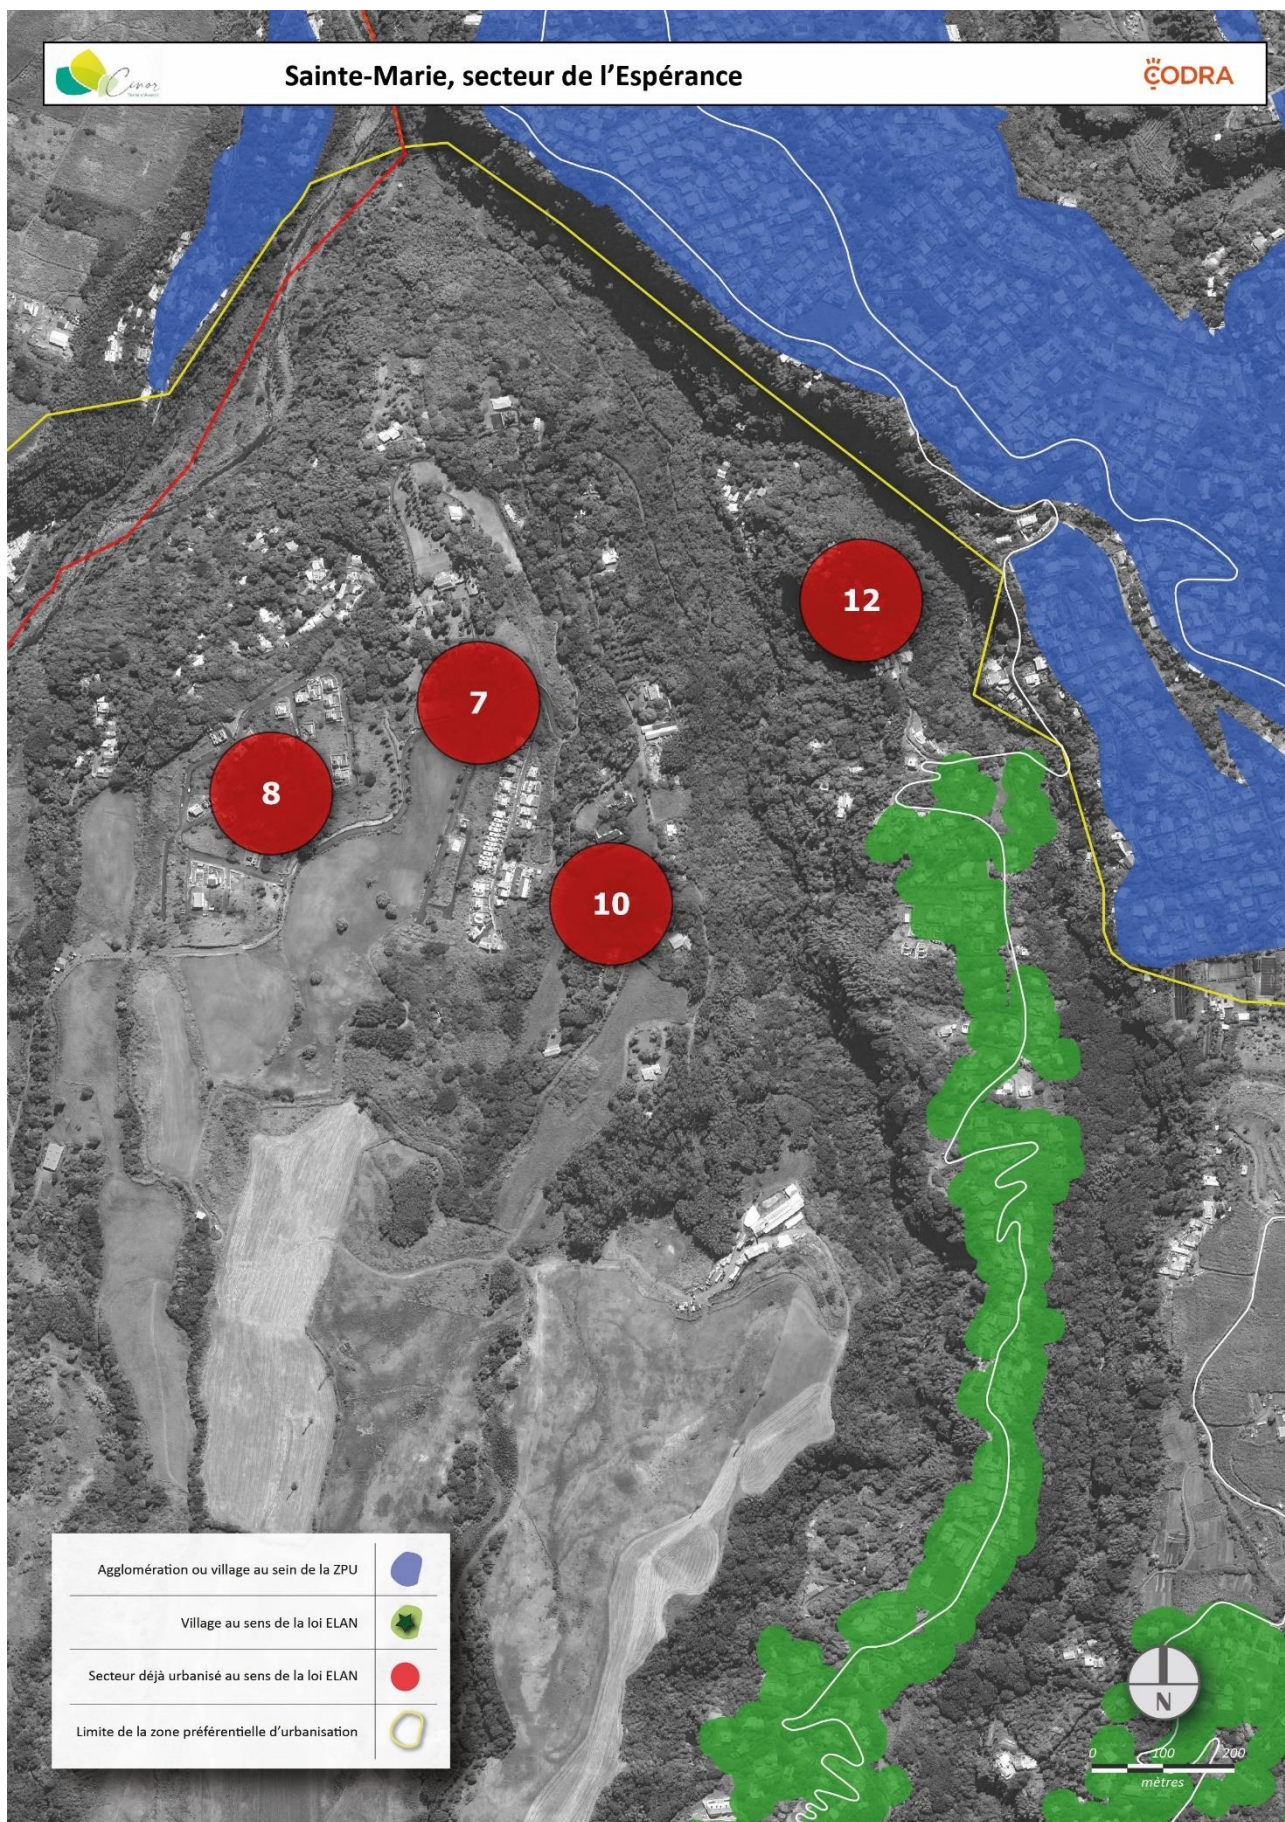 Cinor
Sainte-Marie, secteur de l'Espérance
CODRA
12
7
8
10
Agglomération ou village au sein de la ZPU
Village au sens de la loi ELAN
Secteur déjà urbanisé au sens de la loi ELAN
Limite de la zone préférentielle d'urbanisation
N
0 100 200
mètres